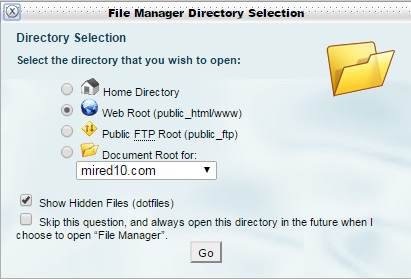 File Manager Directory Selection
Directory Selection
Select the directory that you wish to open:
Home Directory
Web Root (public_html/www)
Public FTP Root (public_ftp)
Document Root for:
mired10.com
Show Hidden Files (dotfiles)
Skip this question, and always open this directory in the future when I
choose to open “File Manager”.
Go